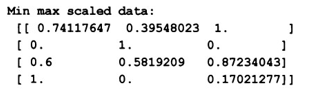 Min max scaled data:
[[ 0.74117647 0.39548023 1. ]
[ 0. 1. 0. ]
[ 0.6 0.5819209 0.87234043]
[ 1. 0. 0.17021277]]